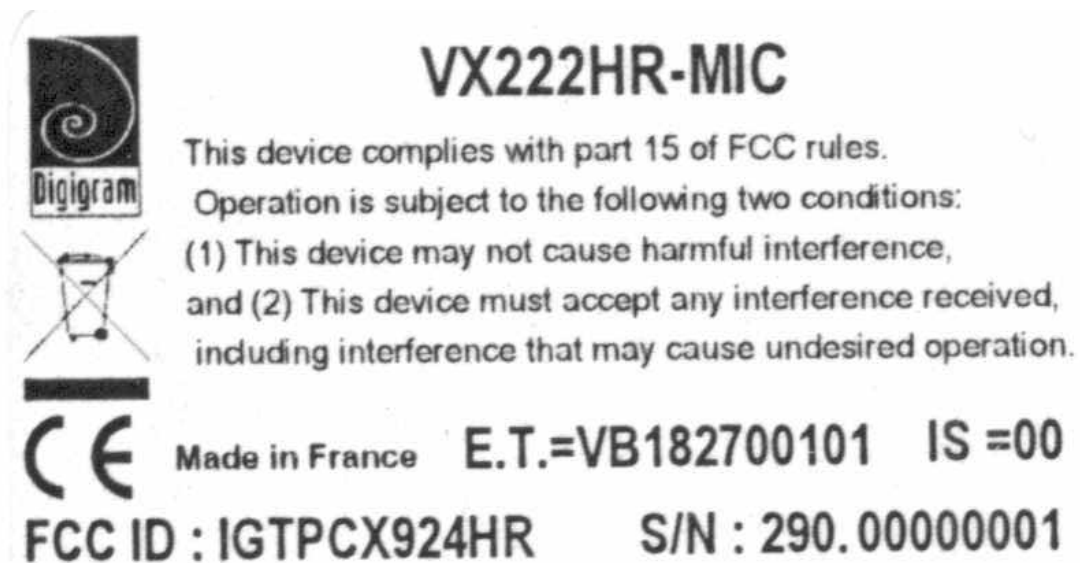 VX222HR-MIC
Digigram
This device complies with part 15 of FCC rules.
Operation is subject to the following two conditions:
(1) This device may not cause harmful interference,
and (2) This device must accept any interference received,
including interference that may cause undesired operation.
CE Made in France E.T.=VB182700101 IS =00
FCC ID : IGTPCX924HR S/N : 290.00000001